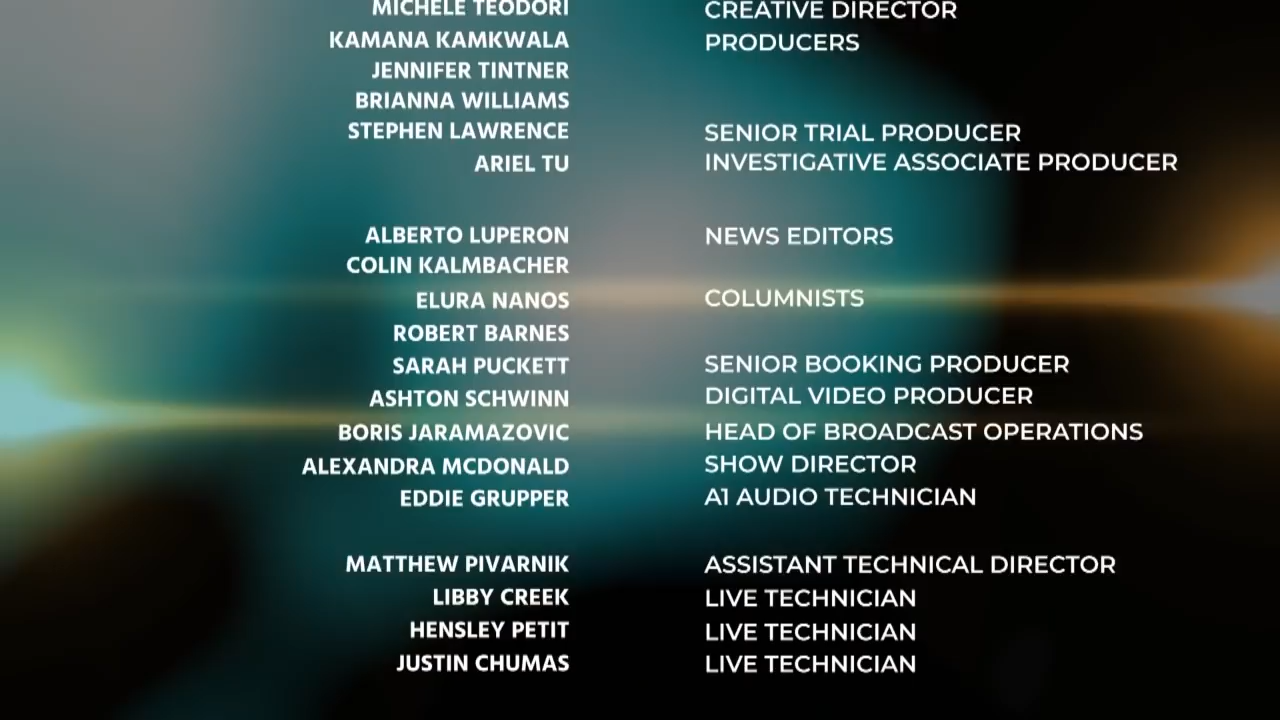 MICHELE TEODORI CREATIVE DIRECTOR
KAMANA KAMKWALA PRODUCERS
JENNIFER TINTNER
BRIANNA WILLIAMS
STEPHEN LAWRENCE SENIOR TRIAL PRODUCER
ARIEL TU INVESTIGATIVE ASSOCIATE PRODUCER
ALBERTO LUPERON NEWS EDITORS
COLIN KALMBACHER
ELURA NANOS COLUMNISTS
ROBERT BARNES
SARAH PUCKETT SENIOR BOOKING PRODUCER
ASHTON SCHWINN DIGITAL VIDEO PRODUCER
BORIS JARAMAZOVIC HEAD OF BROADCAST OPERATIONS
ALEXANDRA MCDONALD SHOW DIRECTOR
EDDIE GRUPPER A1 AUDIO TECHNICIAN
MATTHEW PIVARNIK ASSISTANT TECHNICAL DIRECTOR
LIBBY CREEK LIVE TECHNICIAN
HENSLEY PETIT LIVE TECHNICIAN
JUSTIN CHUMAS LIVE TECHNICIAN